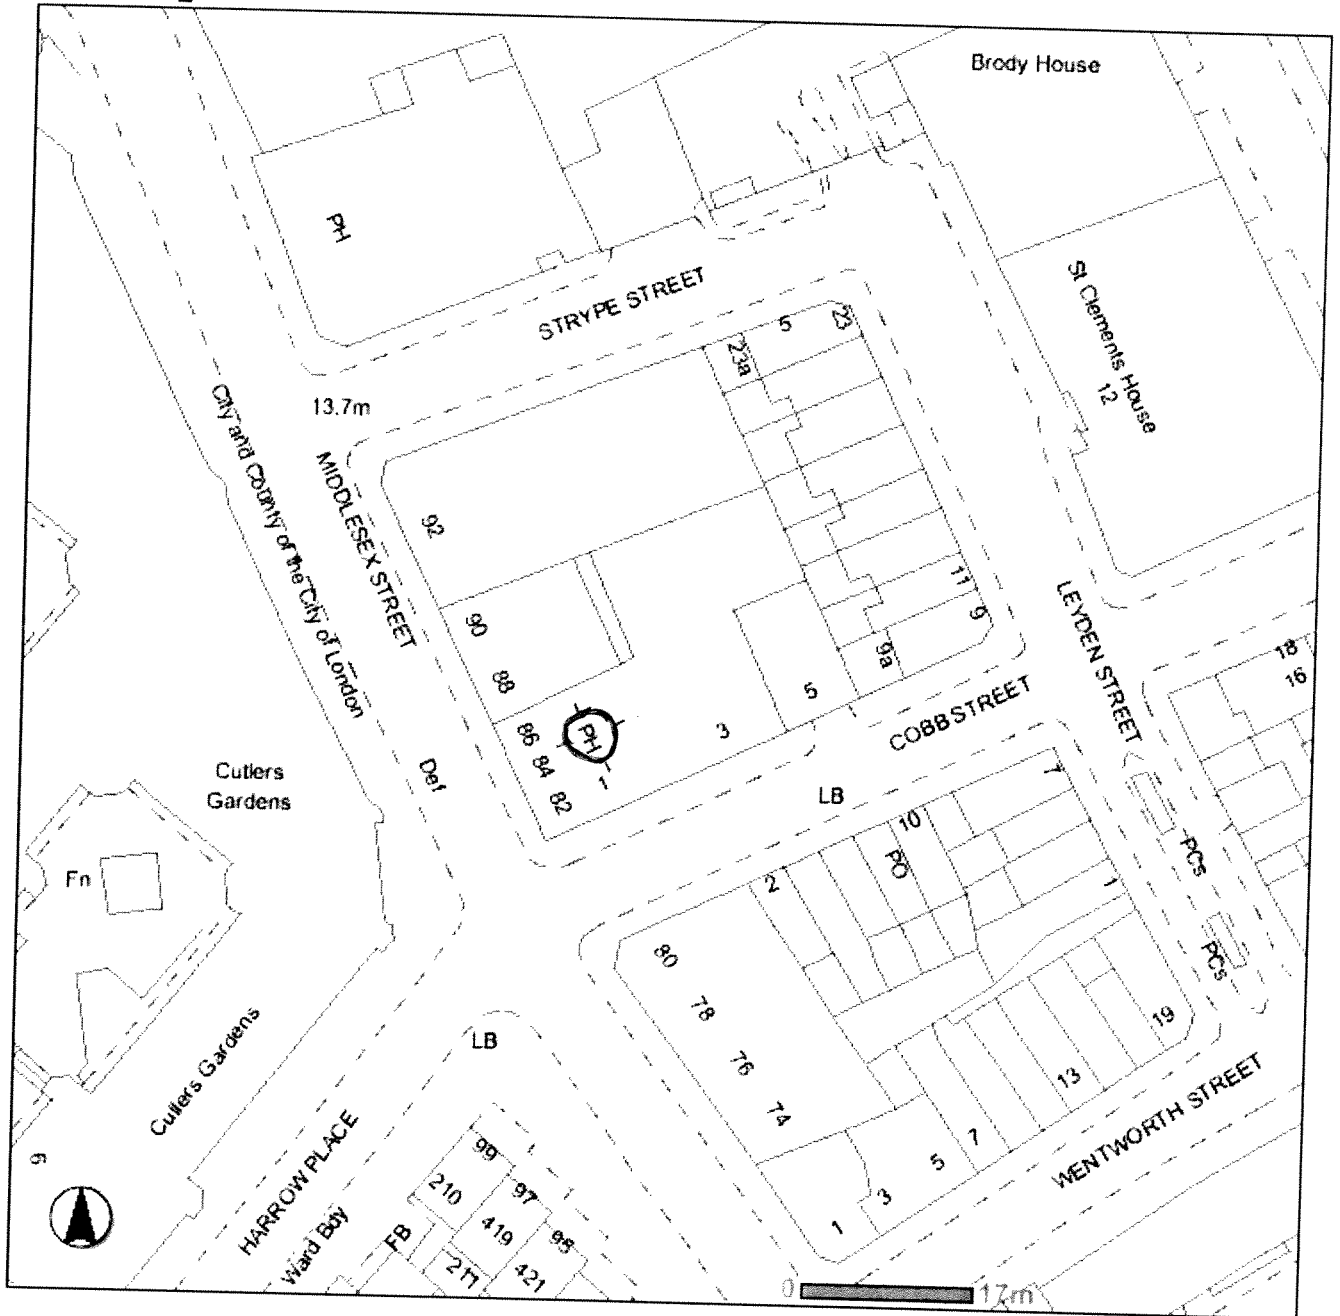 Brody House
PH
STRYPE STREET
5
23
23a
St Clements House
12
13.7m
City and County of the City of London
MIDDLESEX STREET
92
90
88
86
84
82
PH
1
3
5
9a
9
11
LEYDEN STREET
COBB STREET
18
16
Def
Cutlers
Gardens
LB
7
10
PO
2
1
PCs
PCs
Fn
80
78
76
74
Cutlers Gardens
LB
19
13
7
5
3
1
WENTWORTH STREET
HARROW PLACE
Ward Bdy
FB
99
210
97
419
95
211
421
6
0 17m